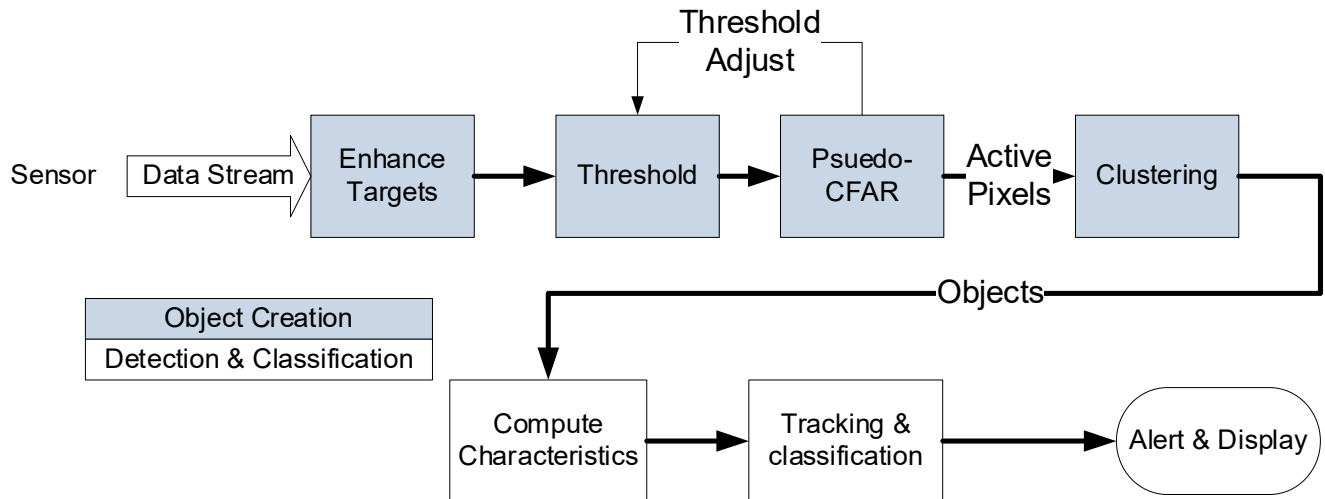 Threshold
Adjust
Sensor
Data Stream
Enhance
Targets
Threshold
Psuedo-
CFAR
Active
Pixels
Clustering
Objects
Object Creation
Detection & Classification
Compute
Characteristics
Tracking &
classification
Alert & Display